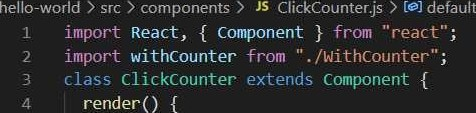 hello-world > src > components > JS ClickCounter.js > default
1 import React, { Component } from "react";
2 import withCounter from "./WithCounter";
3 class ClickCounter extends Component {
4 render() {